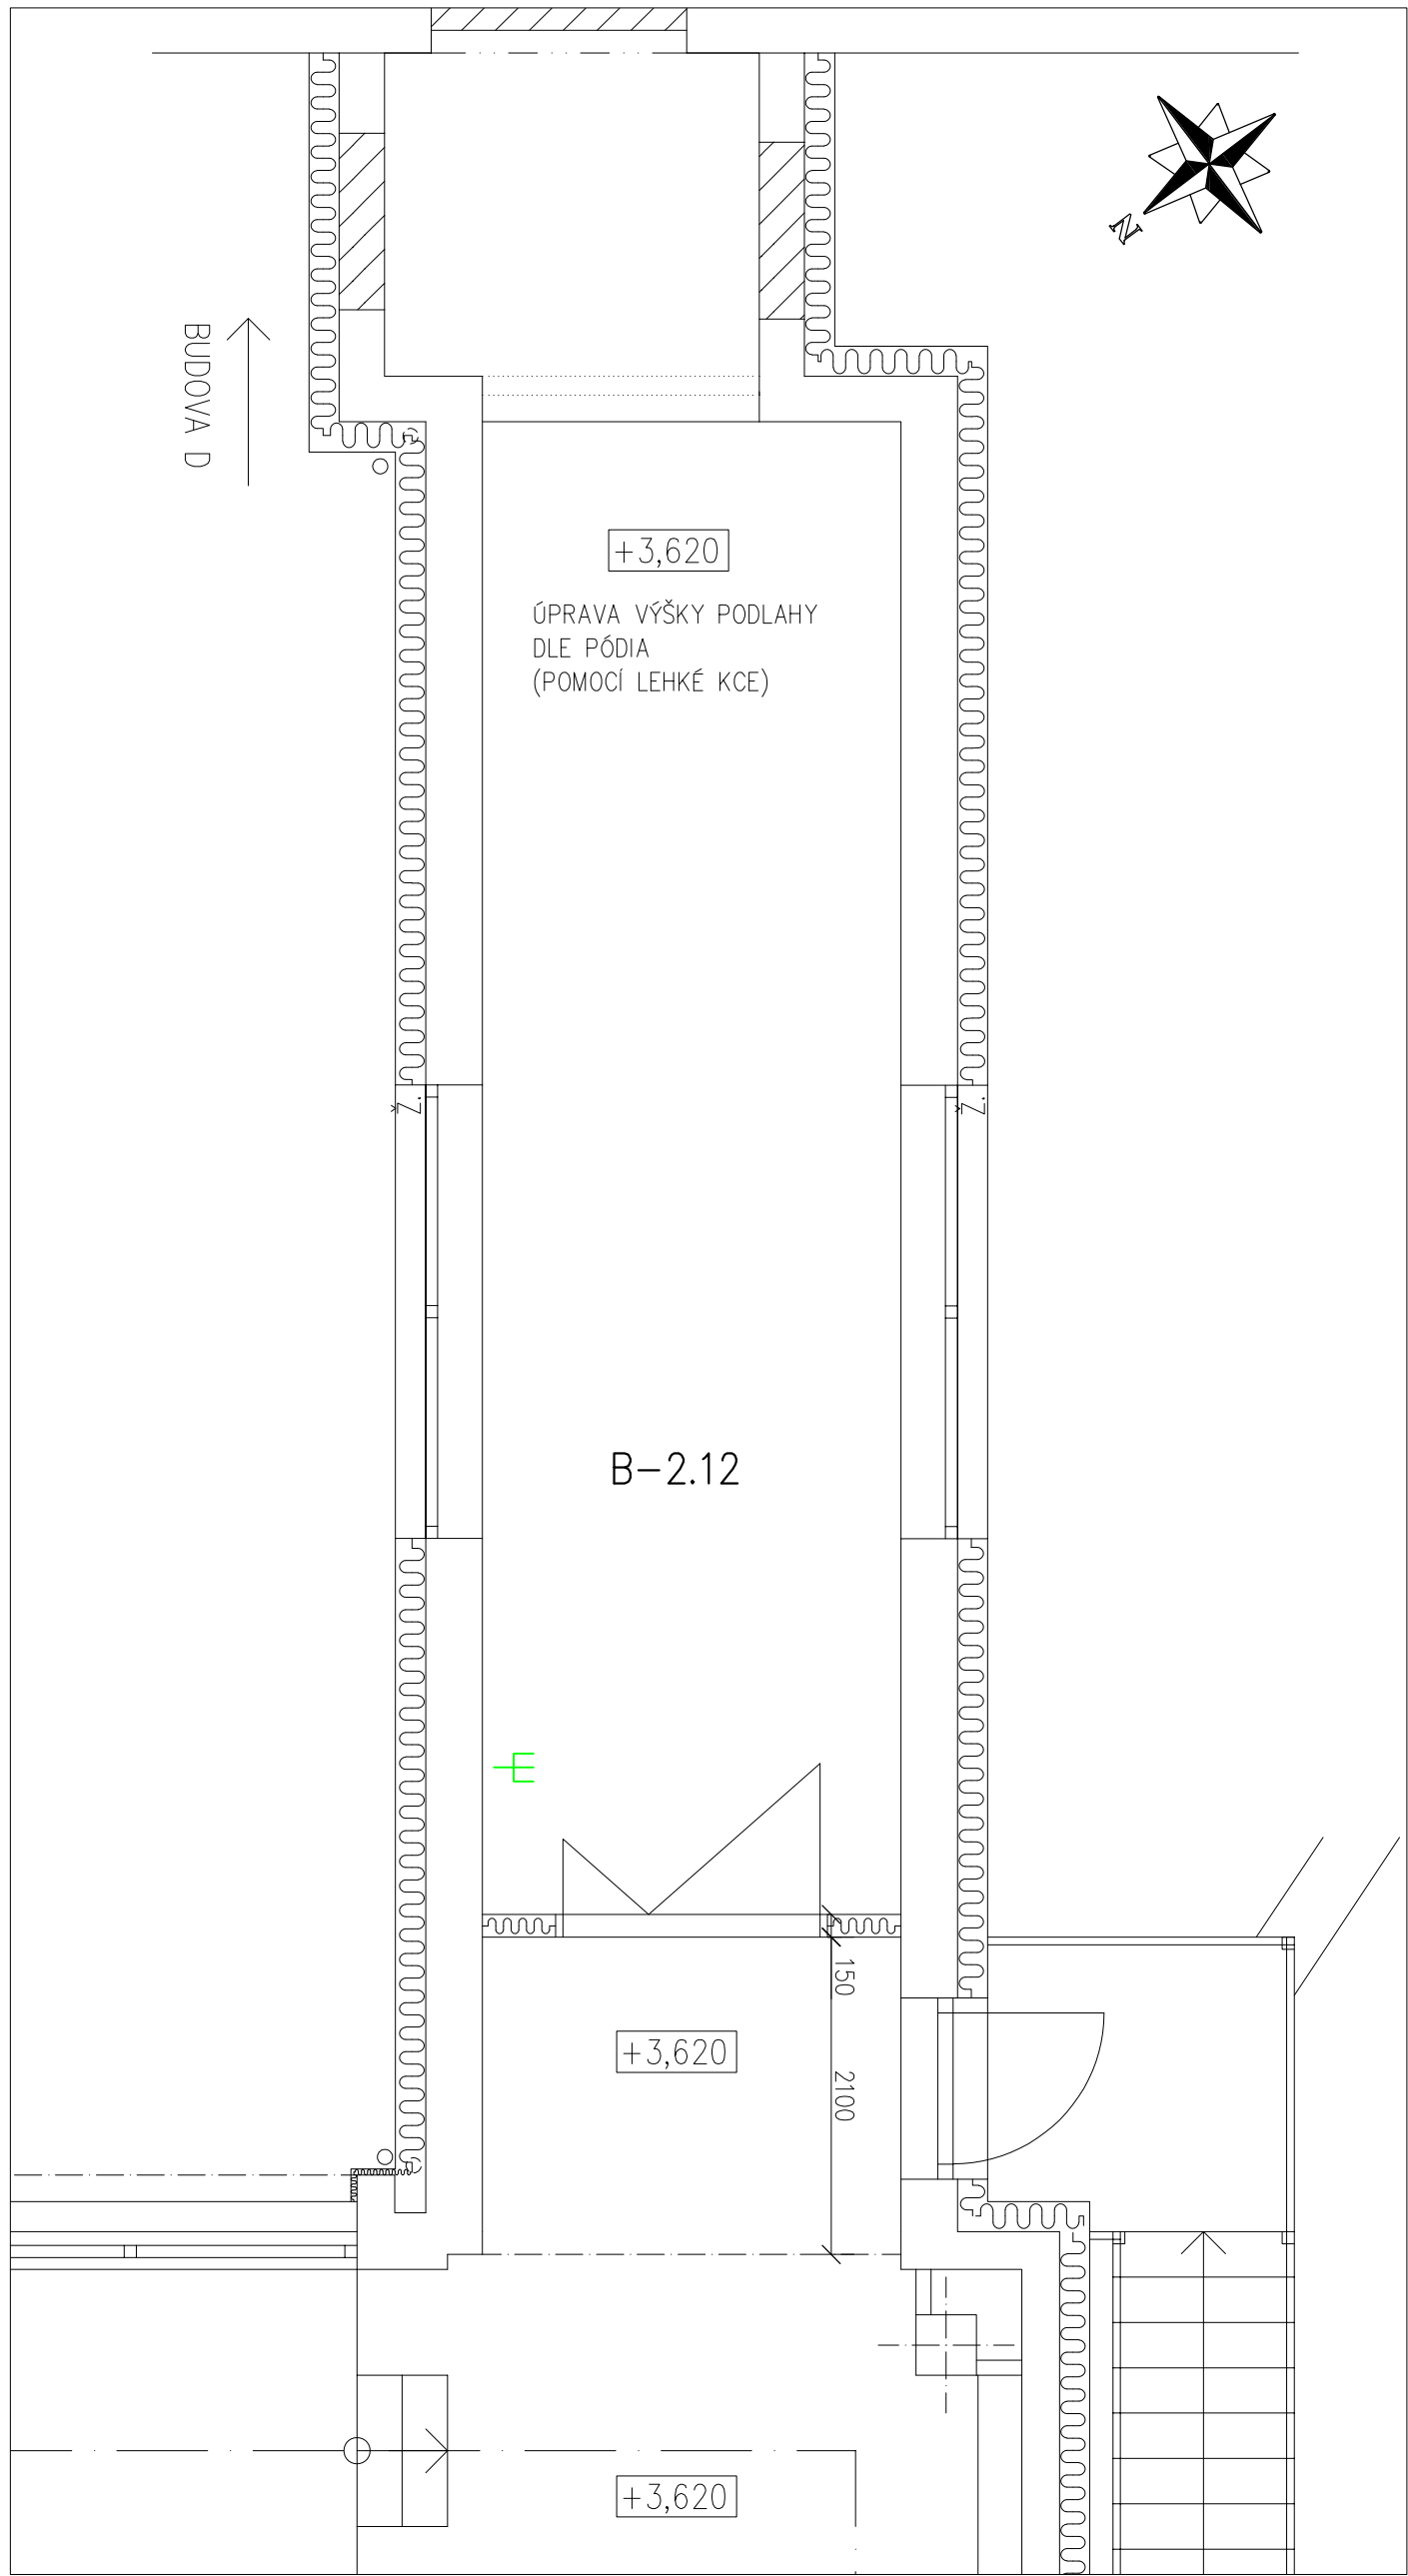 N
BUDOVA D
+3,620
ÚPRAVA VÝŠKY PODLAHY
DLE PÓDIA
(POMOCÍ LEHKÉ KCE)
Ž.
Ž.
B-2.12
150
+3,620
2100
+3,620